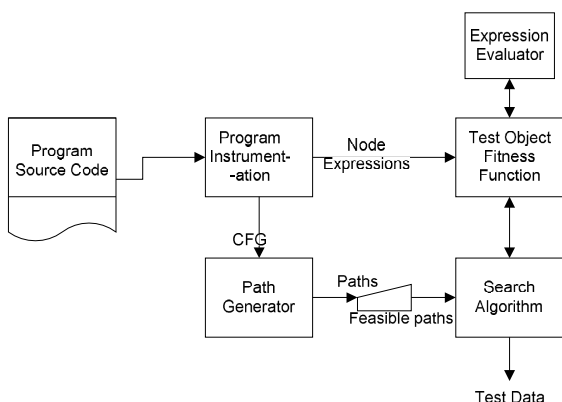 Expression
Evaluator
Program
Source Code
Program
Instrument-
-ation
Node
Expressions
Test Object
Fitness
Function
CFG
Path
Generator
Paths
Feasible paths
Search
Algorithm
Test Data